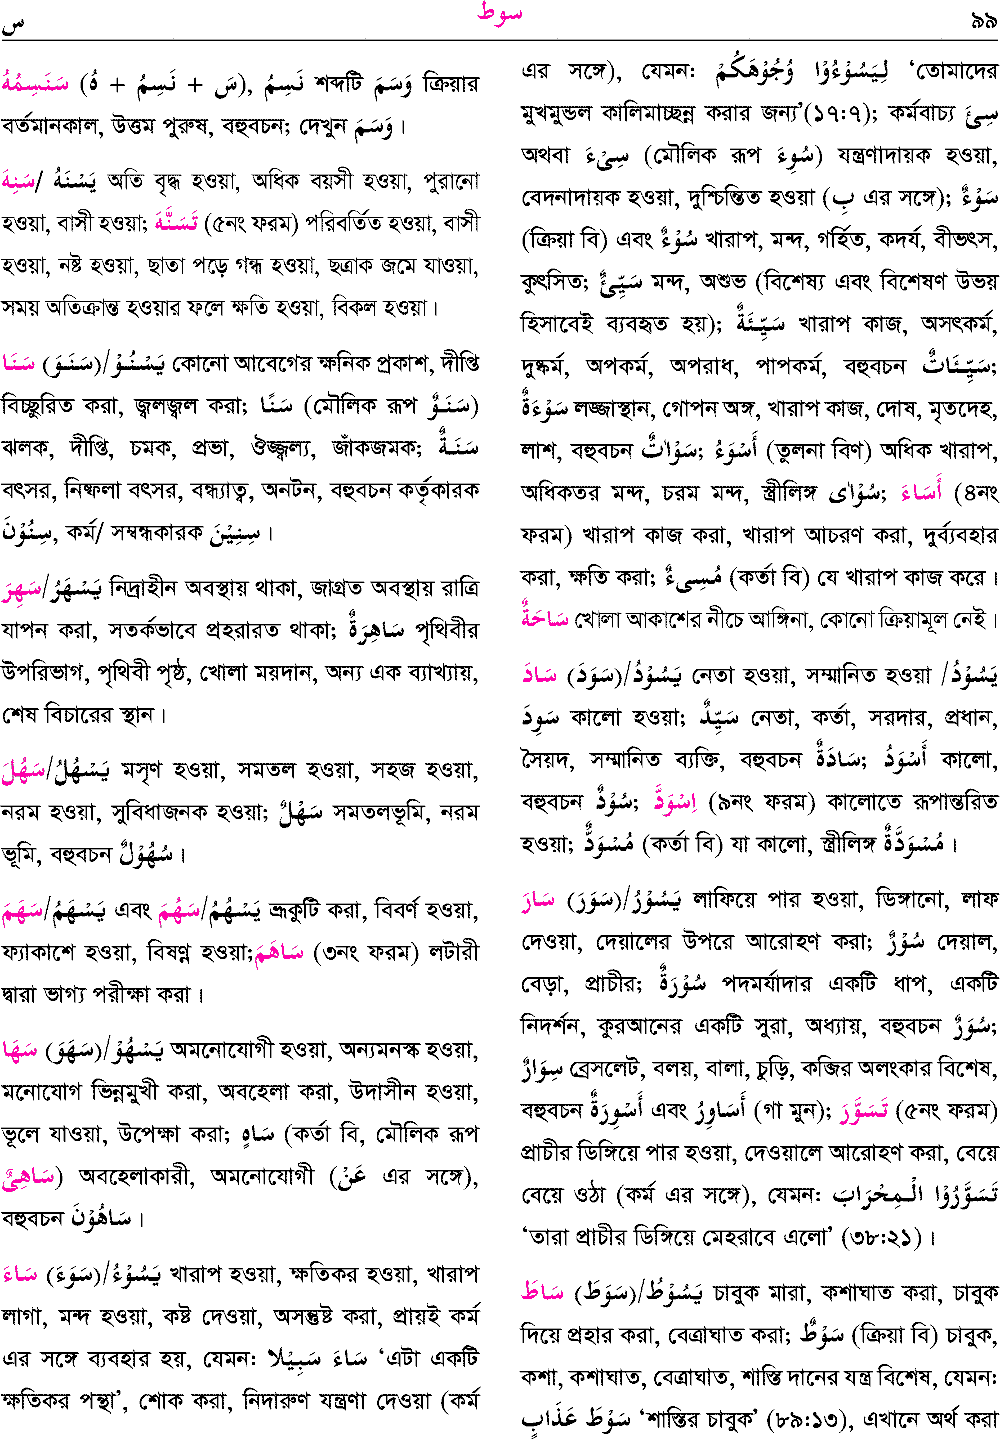 س سوط ৯৯
سَنَسِمُهُ (سَ + نَسِمُ + هُ), نَسِمُ শব্দটি وَسَمَ ক্রিয়ার
বর্তমানকাল, উত্তম পুরুষ, বহুবচন; দেখুন وَسَمَ ।
سَنِهَ/ يَسْنَهُ অতি বৃদ্ধ হওয়া, অধিক বয়সী হওয়া, পুরানো
হওয়া, বাসী হওয়া; تَسَنَّهَ (৫নং ফরম) পরিবর্তিত হওয়া, বাসী
হওয়া, নষ্ট হওয়া, ছাতা পড়ে গন্ধ হওয়া, ছত্রাক জমে যাওয়া,
সময় অতিক্রান্ত হওয়ার ফলে ক্ষতি হওয়া, বিকল হওয়া।
سَنَا (سَنَوَ)/يَسْنُوْ কোনো আবেগের ক্ষনিক প্রকাশ, দীপ্তি
বিচ্ছুরিত করা, জ্বলজ্বল করা; سَنًا (মৌলিক রূপ سَنَوٌ)
ঝলক, দীপ্তি, চমক, প্রভা, ঔজ্জ্বল্য, জাঁকজমক; سَنَةٌ
বৎসর, নিষ্ফলা বৎসর, বন্ধ্যাত্ব, অনটন, বহুবচন কর্তৃকারক
سِنُوْنَ, কর্ম/ সম্বন্ধকারক سِنِيْنَ ।
سَهِرَ/يَسْهَرُ নিদ্রাহীন অবস্থায় থাকা, জাগ্রত অবস্থায় রাত্রি
যাপন করা, সতর্কভাবে প্রহরারত থাকা; سَاهِرَةٌ পৃথিবীর
উপরিভাগ, পৃথিবী পৃষ্ঠ, খোলা ময়দান, অন্য এক ব্যাখ্যায়,
শেষ বিচারের স্থান।
سَهُلَ/يَسْهُلُ মসৃণ হওয়া, সমতল হওয়া, সহজ হওয়া,
নরম হওয়া, সুবিধাজনক হওয়া; سَهْلٌ সমতলভূমি, নরম
ভূমি, বহুবচন سُهُوْلٌ ।
سَهَمَ/يَسْهَمُ এবং سَهُمَ/يَسْهُمُ ভ্রূকুটি করা, বিবর্ণ হওয়া,
ফ্যাকাশে হওয়া, বিষণ্ণ হওয়া;سَاهَمَ (৩নং ফরম) লটারী
দ্বারা ভাগ্য পরীক্ষা করা।
سَهَا (سَهَوَ)/يَسْهُوْ অমনোযোগী হওয়া, অন্যমনস্ক হওয়া,
মনোযোগ ভিন্নমুখী করা, অবহেলা করা, উদাসীন হওয়া,
ভূলে যাওয়া, উপেক্ষা করা; سَاهٍ (কর্তা বি, মৌলিক রূপ
سَاهِىٌ) অবহেলাকারী, অমনোযোগী (عَنْ এর সঙ্গে),
বহুবচন سَاهُوْنَ ।
سَاءَ (سَوَءَ)/يَسُوْءُ খারাপ হওয়া, ক্ষতিকর হওয়া, খারাপ
লাগা, মন্দ হওয়া, কষ্ট দেওয়া, অসন্তুষ্ট করা, প্রায়ই কর্ম
এর সঙ্গে ব্যবহার হয়, যেমন: سَاءَ سَبِيْلا ‘এটা একটি
ক্ষতিকর পন্থা’, শোক করা, নিদারুণ যন্ত্রণা দেওয়া (কর্ম
এর সঙ্গে), যেমন: لِيَسُوْءُوْا وُجُوْهَكُمْ ‘তোমাদের
মুখমুন্ডল কালিমাচ্ছন্ন করার জন্য’(১৭:৭); কর্মবাচ্য سِىءَ
অথবা سِيْءَ (মৌলিক রূপ سُوِءَ) যন্ত্রণাদায়ক হওয়া,
বেদনাদায়ক হওয়া, দুশ্চিন্তিত হওয়া (بِ এর সঙ্গে); سَوْءٌ
(ক্রিয়া বি) এবং سُوْءٌ খারাপ, মন্দ, গর্হিত, কদর্য, বীভৎস,
কুৎসিত; سَيِّئٌ মন্দ, অশুভ (বিশেষ্য এবং বিশেষণ উভয়
হিসাবেই ব্যবহৃত হয়); سَيِّئَةٌ খারাপ কাজ, অসৎকর্ম,
দুষ্কর্ম, অপকর্ম, অপরাধ, পাপকর্ম, বহুবচন سَيِّئَاتٌ;
سَوْءَةٌ লজ্জাস্থান, গোপন অঙ্গ, খারাপ কাজ, দোষ, মৃতদেহ,
লাশ, বহুবচন سَوْاٰتٌ; أَسْوَءُ (তুলনা বিণ) অধিক খারাপ,
অধিকতর মন্দ, চরম মন্দ, স্ত্রীলিঙ্গ سُوْاٰى; أَسَاءَ (৪নং
ফরম) খারাপ কাজ করা, খারাপ আচরণ করা, দুর্ব্যবহার
করা, ক্ষতি করা; مُسِىءٌ (কর্তা বি) যে খারাপ কাজ করে।
سَاحَةٌ খোলা আকাশের নীচে আঙ্গিনা, কোনো ক্রিয়ামূল নেই।
سَادَ (سَوَدَ)/يَسُوْدُ নেতা হওয়া, সম্মানিত হওয়া /يَسْوُدُ
سَوِدَ কালো হওয়া; سَيِّدٌ নেতা, কর্তা, সরদার, প্রধান,
সৈয়দ, সম্মানিত ব্যক্তি, বহুবচন سَادَةٌ; أَسْوَدُ কালো,
বহুবচন سُوْدٌ; اِسْوَدَّ (৯নং ফরম) কালোতে রূপান্তরিত
হওয়া; مُسْوَدٌّ (কর্তা বি) যা কালো, স্ত্রীলিঙ্গ مُسْوَدَّةٌ ।
سَارَ (سَوَرَ)/يَسُوْرُ লাফিয়ে পার হওয়া, ডিঙ্গানো, লাফ
দেওয়া, দেয়ালের উপরে আরোহণ করা; سُوْرٌ দেয়াল,
বেড়া, প্রাচীর; سُوْرَةٌ পদমর্যাদার একটি ধাপ, একটি
নিদর্শন, কুরআনের একটি সুরা, অধ্যায়, বহুবচন سُوَرٌ;
سِوَارٌ ব্রেসলেট, বলয়, বালা, চুড়ি, কব্জির অলংকার বিশেষ,
বহুবচন أَسْوِرَةٌ এবং أَسَاوِرُ (গা মুন); تَسَوَّرَ (৫নং ফরম)
প্রাচীর ডিঙ্গিয়ে পার হওয়া, দেওয়ালে আরোহণ করা, বেয়ে
বেয়ে ওঠা (কর্ম এর সঙ্গে), যেমন: تَسَوَّرُوْا الْمِحْرَابَ
‘তারা প্রাচীর ডিঙ্গিয়ে মেহরাবে এলো’ (৩৮:২১)।
سَاطَ (سَوَطَ)/يَسُوْطُ চাবুক মারা, কশাঘাত করা, চাবুক
দিয়ে প্রহার করা, বেত্রাঘাত করা; سَوْطٌ (ক্রিয়া বি) চাবুক,
কশা, কশাঘাত, বেত্রাঘাত, শাস্তি দানের যন্ত্র বিশেষ, যেমন:
سَوْطَ عَذَابٍ ‘শাস্তির চাবুক’ (৮৯:১৩), এখানে অর্থ করা